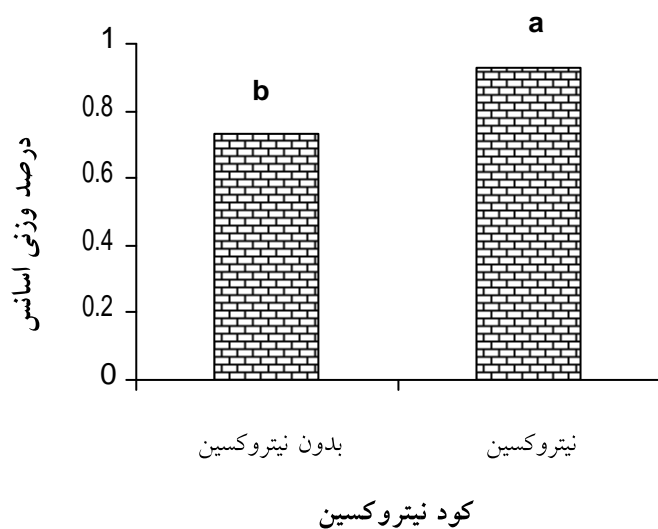 a
b
1
0.8
0.6
0.4
0.2
0
درصد وزنی اسانس
بدون نیتروکسین
نیتروکسین
کود نیتروکسین